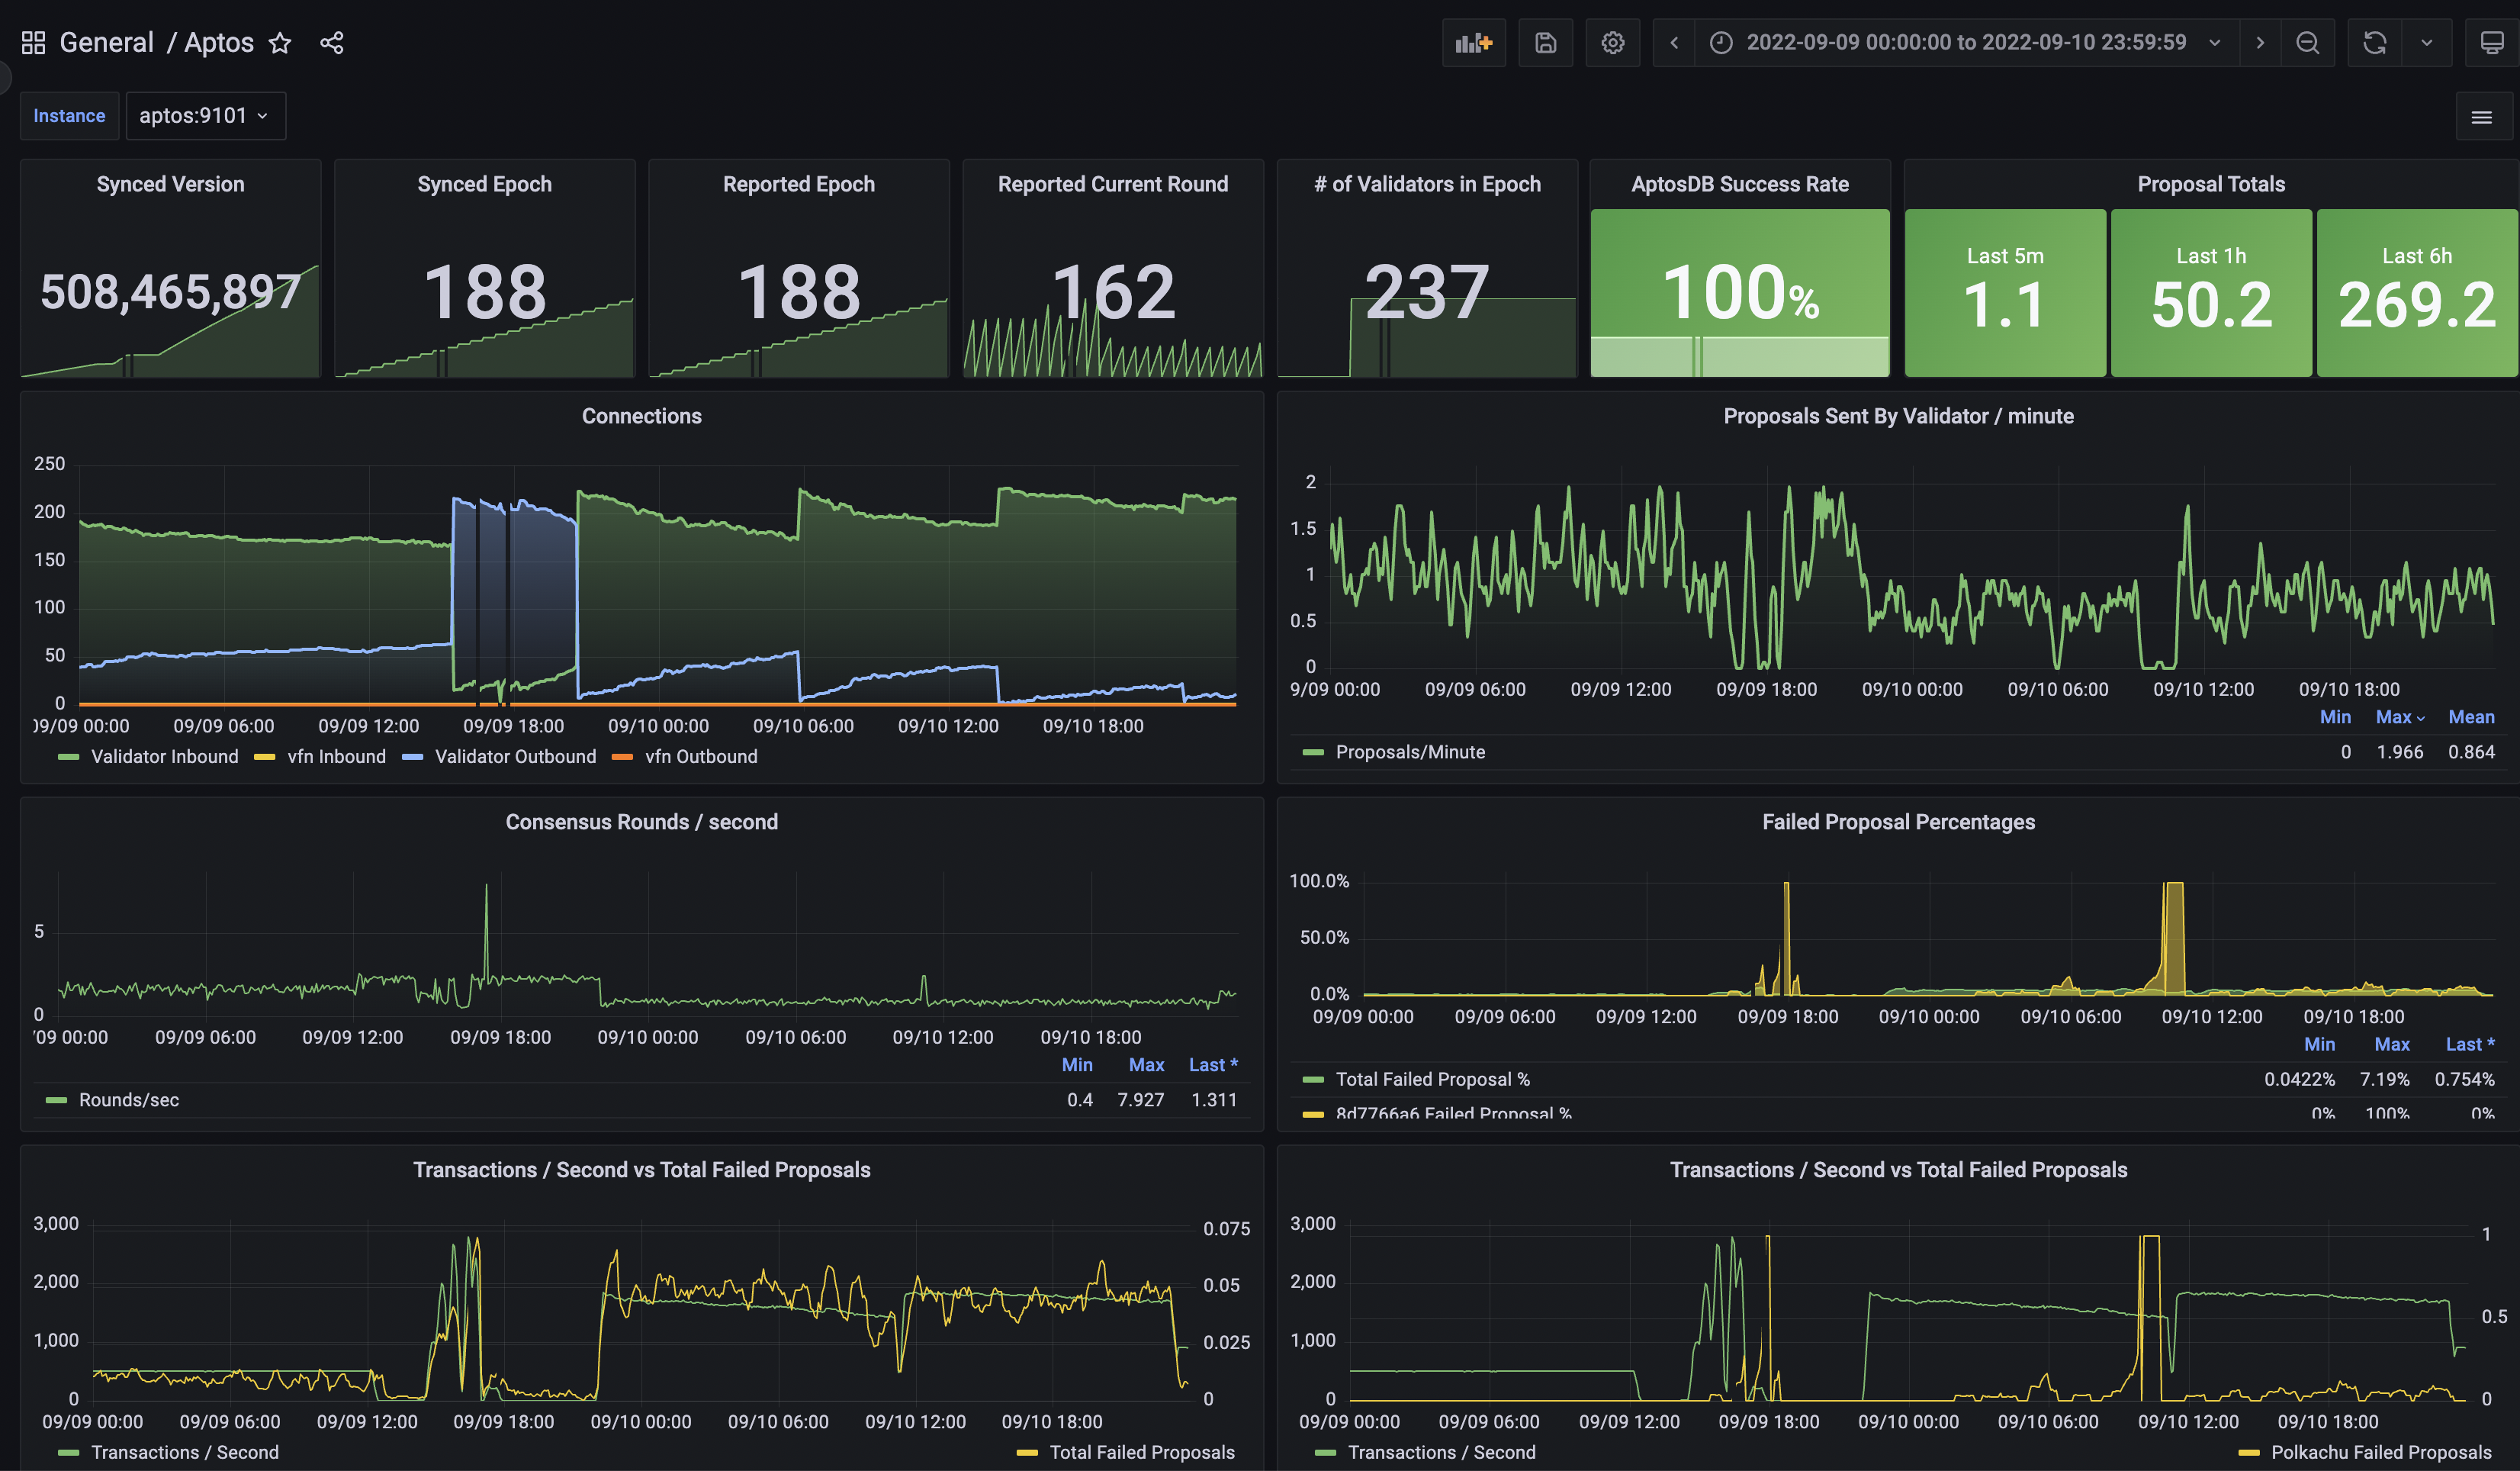 General / Aptos
2022-09-09 00:00:00 to 2022-09-10 23:59:59
Instance
aptos:9101
Synced Version
508,465,897
Synced Epoch
188
Reported Epoch
188
Reported Current Round
162
# of Validators in Epoch
237
AptosDB Success Rate
100%
Proposal Totals
Last 5m
1.1
Last 1h
50.2
Last 6h
269.2
Connections
250
200
150
100
50
0
09/09 00:00 09/09 06:00 09/09 12:00 09/09 18:00 09/10 00:00 09/10 06:00 09/10 12:00 09/10 18:00
Validator Inbound vfn Inbound Validator Outbound vfn Outbound
Proposals Sent By Validator / minute
2
1.5
1
0.5
0
9/09 00:00 09/09 06:00 09/09 12:00 09/09 18:00 09/10 00:00 09/10 06:00 09/10 12:00 09/10 18:00
Min Max Mean
Proposals/Minute 0 1.966 0.864
Consensus Rounds / second
5
0
'09 00:00 09/09 06:00 09/09 12:00 09/09 18:00 09/10 00:00 09/10 06:00 09/10 12:00 09/10 18:00
Min Max Last *
Rounds/sec 0.4 7.927 1.311
Failed Proposal Percentages
100.0%
50.0%
0.0%
09/09 00:00 09/09 06:00 09/09 12:00 09/09 18:00 09/10 00:00 09/10 06:00 09/10 12:00 09/10 18:00
Min Max Last *
Total Failed Proposal % 0.0422% 7.19% 0.754%
8d7766a6 Failed Proposal % 0% 100% 0%
Transactions / Second vs Total Failed Proposals
3,000 0.075
2,000 0.05
1,000 0.025
0 0
09/09 00:00 09/09 06:00 09/09 12:00 09/09 18:00 09/10 00:00 09/10 06:00 09/10 12:00 09/10 18:00
Transactions / Second Total Failed Proposals
Transactions / Second vs Total Failed Proposals
3,000 1
2,000
0.5
1,000
0 0
09/09 00:00 09/09 06:00 09/09 12:00 09/09 18:00 09/10 00:00 09/10 06:00 09/10 12:00 09/10 18:00
Transactions / Second Polkachu Failed Proposals